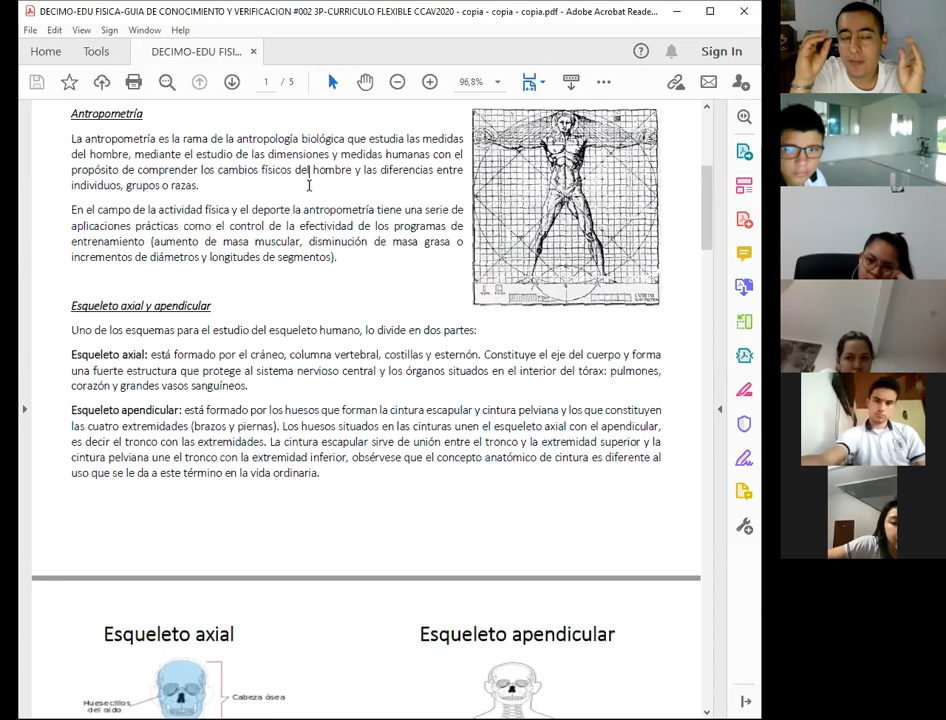 DECIMO-EDU FISICA-GUIA DE CONOCIMIENTO Y VERIFICACION #002 3P-CURRICULO FLEXIBLE CCAV2020 - copia - copia - copia.pdf - Adobe Acrobat Reade...
File Edit View Sign Window Help
Home Tools DECIMO-EDU FISI... × Sign In
1 / 5 96,8%
Antropometría
La antropometría es la rama de la antropología biológica que estudia las medidas
del hombre, mediante el estudio de las dimensiones y medidas humanas con el
propósito de comprender los cambios físicos del hombre y las diferencias entre
individuos, grupos o razas.
En el campo de la actividad física y el deporte la antropometría tiene una serie de
aplicaciones prácticas como el control de la efectividad de los programas de
entrenamiento (aumento de masa muscular, disminución de masa grasa o
incrementos de diámetros y longitudes de segmentos).
Esqueleto axial y apendicular
Uno de los esquemas para el estudio del esqueleto humano, lo divide en dos partes:
Esqueleto axial: está formado por el cráneo, columna vertebral, costillas y esternón. Constituye el eje del cuerpo y forma
una fuerte estructura que protege al sistema nervioso central y los órganos situados en el interior del tórax: pulmones,
corazón y grandes vasos sanguíneos.
Esqueleto apendicular: está formado por los huesos que forman la cintura escapular y cintura pelviana y los que constituyen
las cuatro extremidades (brazos y piernas). Los huesos situados en las cinturas unen el esqueleto axial con el apendicular,
es decir el tronco con las extremidades. La cintura escapular sirve de unión entre el tronco y la extremidad superior y la
cintura pelviana une el tronco con la extremidad inferior, obsérvese que el concepto anatómico de cintura es diferente al
uso que se le da a este término en la vida ordinaria.
Esqueleto axial
Esqueleto apendicular
Huesecillos
del oído
Cabeza ósea